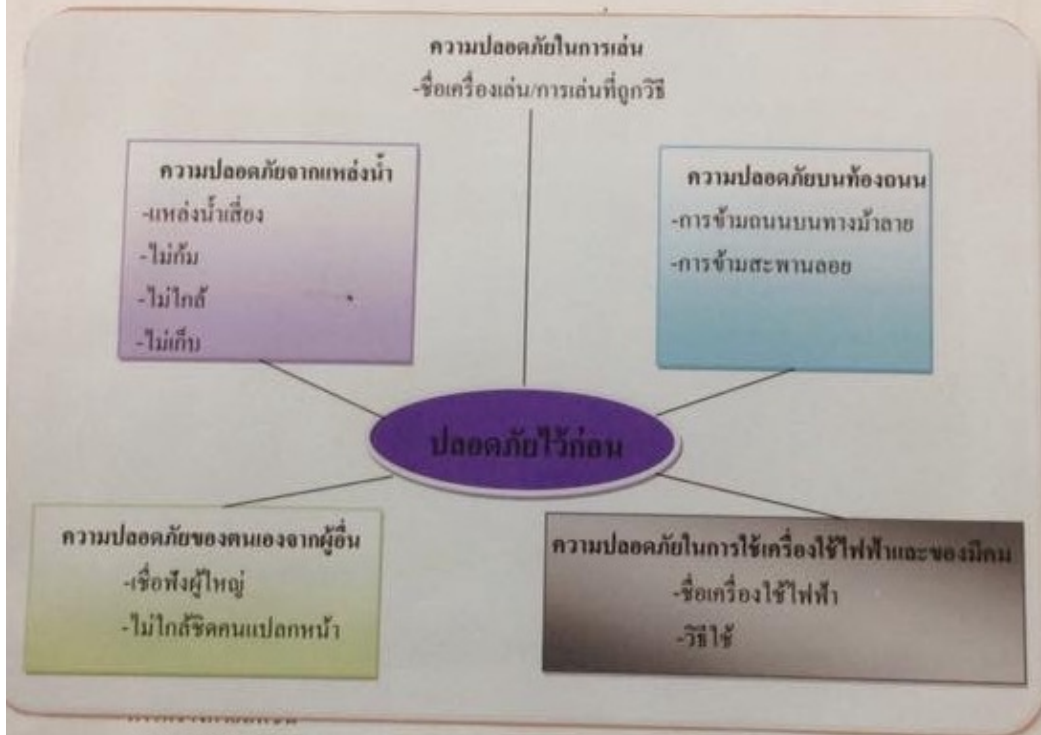 ความปลอดภัยในการเล่น
-ชื่อเครื่องเล่น/การเล่นที่ถูกวิธี
ความปลอดภัยจากแหล่งน้ำ
-แหล่งน้ำเสี่ยง
-ไม่ก้ม
-ไม่ใกล้
-ไม่เก็บ
ความปลอดภัยบนท้องถนน
-การข้ามถนนบนทางม้าลาย
-การข้ามสะพานลอย
ปลอดภัยไว้ก่อน
ความปลอดภัยของตนเองจากผู้อื่น
-เชื่อฟังผู้ใหญ่
-ไม่ใกล้ชิดคนแปลกหน้า
ความปลอดภัยในการใช้เครื่องใช้ไฟฟ้าและของมีคม
-ชื่อเครื่องใช้ไฟฟ้า
-วิธีใช้